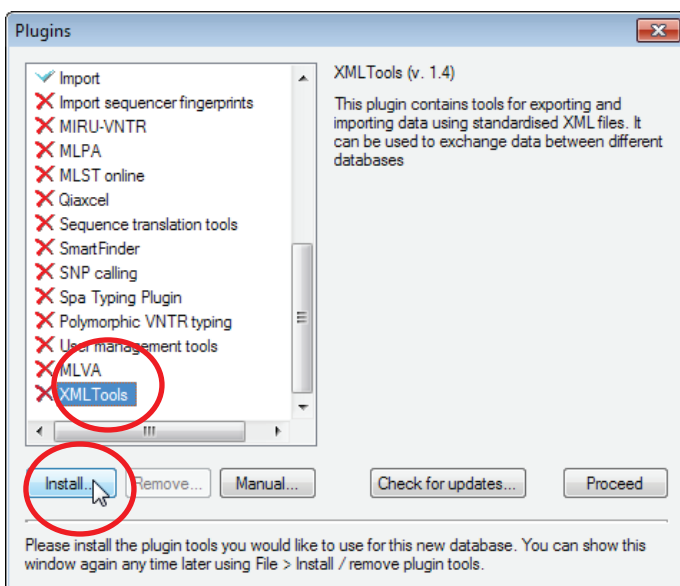 Plugins
Import
Import sequencer fingerprints
MIRU-VNTR
MLPA
MLST online
Qiaxcel
Sequence translation tools
SmartFinder
SNP calling
Spa Typing Plugin
Polymorphic VNTR typing
User management tools
MLVA
XMLTools
XMLTools (v. 1.4)
This plugin contains tools for exporting and
importing data using standardised XML files. It
can be used to exchange data between different
databases
Install... Remove... Manual... Check for updates... Proceed
Please install the plugin tools you would like to use for this new database. You can show this
window again any time later using File > Install / remove plugin tools.